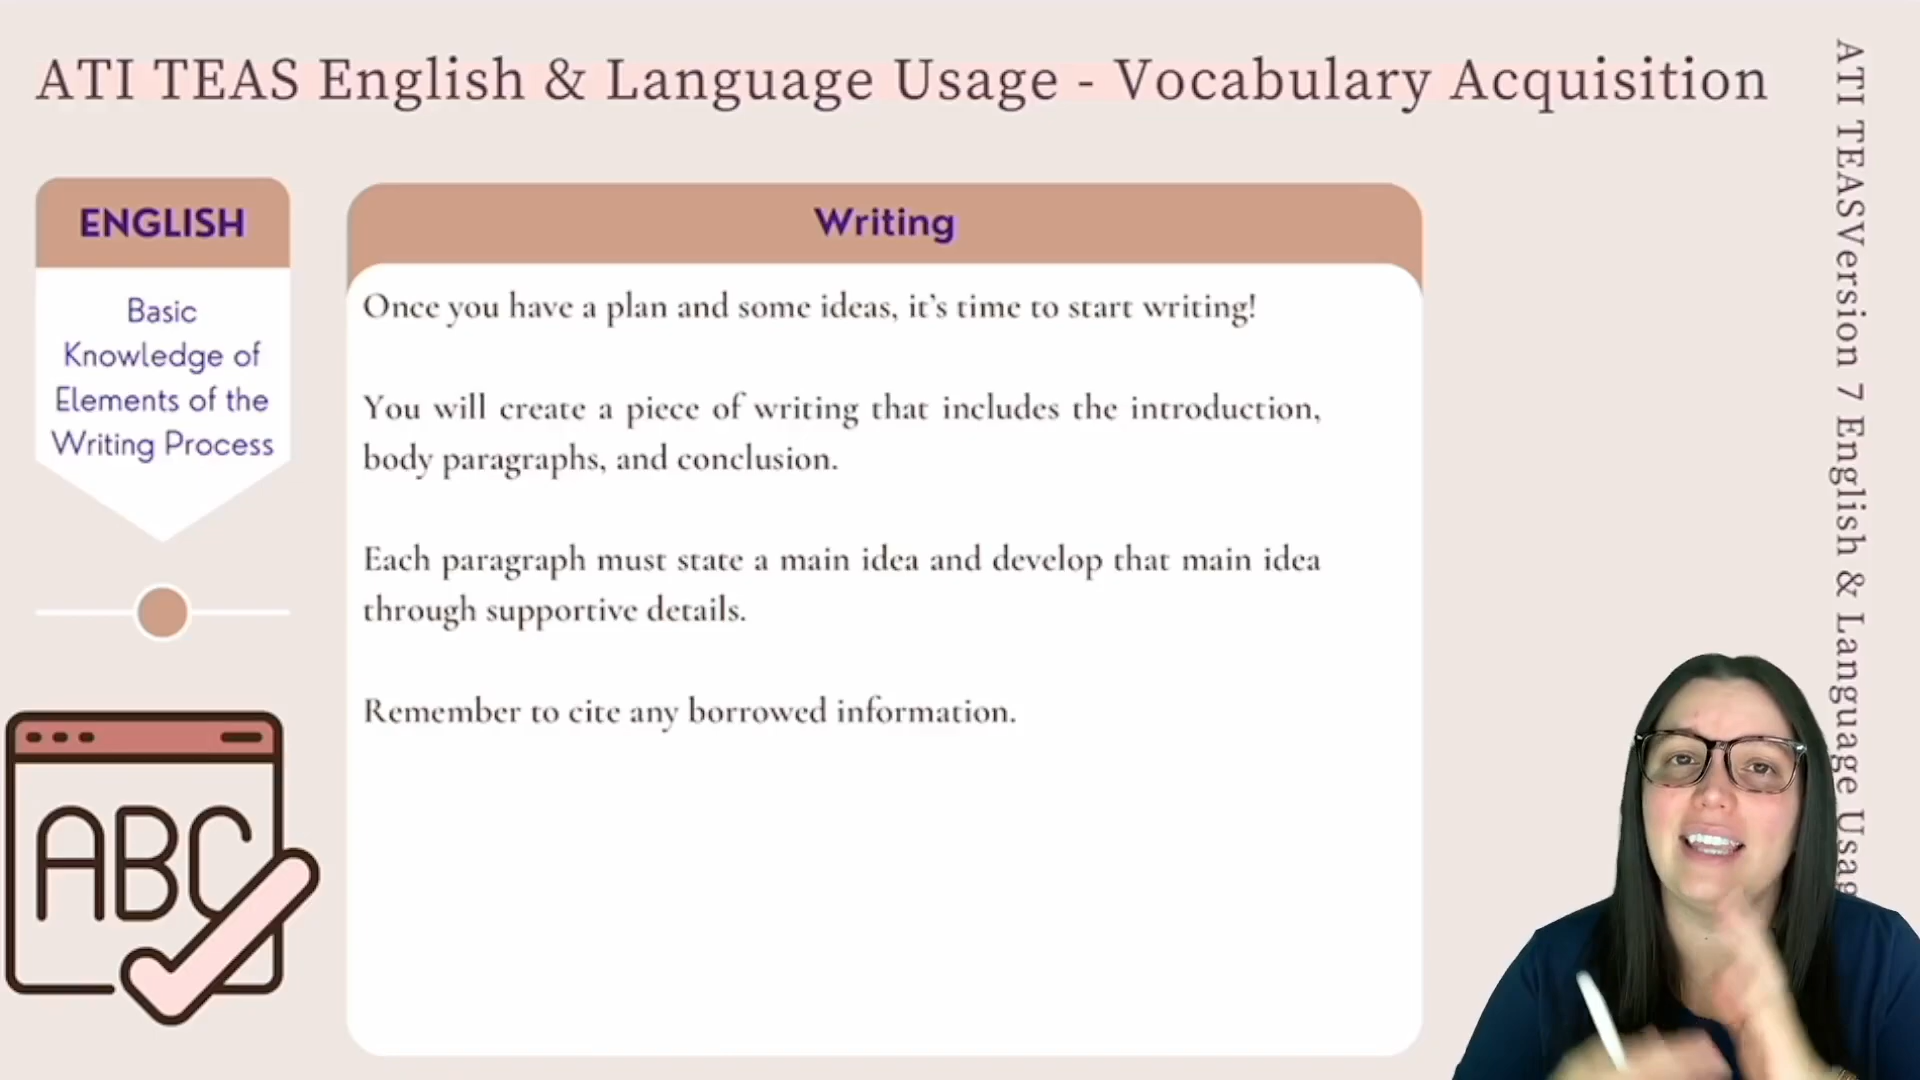 ATI TEAS English & Language Usage - Vocabulary Acquisition
ENGLISH
Basic
Knowledge of
Elements of the
Writing Process
ABC
Writing
Once you have a plan and some ideas, it's time to start writing!
You will create a piece of writing that includes the introduction,
body paragraphs, and conclusion.
Each paragraph must state a main idea and develop that main idea
through supportive details.
Remember to cite any borrowed information.
ATI TEASVersion 7 English & Language Usag